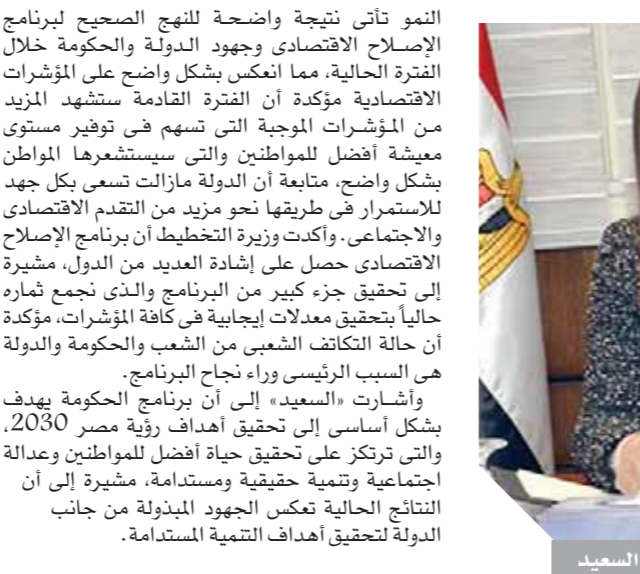 النمو تأتى نتيجة واضحة للنهج الصحيح لبرنامج
الإصلاح الاقتصادى وجهود الدولة والحكومة خلال
الفترة الحالية، مما انعكس بشكل واضح على المؤشرات
الاقتصادية مؤكدة أن الفترة القادمة ستشهد المزيد
من المؤشرات الموجبة التى تسهم فى توفير مستوى
معيشة أفضل للمواطنين والتى سيستشعرها المواطن
بشكل واضح، متابعة أن الدولة مازالت تسعى بكل جهد
للاستمرار فى طريقها نحو مزيد من التقدم الاقتصادى
والاجتماعى. وأكدت وزيرة التخطيط أن برنامج الإصلاح
الاقتصادى حصل على إشادة العديد من الدول، مشيرة
إلى تحقيق جزء كبير من البرنامج والذى نجمع ثماره
حالياً بتحقيق معدلات إيجابية فى كافة المؤشرات، مؤكدة
أن حالة التكاتف الشعبى من الشعب والحكومة والدولة
هى السبب الرئيسى وراء نجاح البرنامج.
وأشارت «السعيد» إلى أن برنامج الحكومة يهدف
بشكل أساسى إلى تحقيق أهداف رؤية مصر 2030،
والتى ترتكز على تحقيق حياة أفضل للمواطنين وعدالة
اجتماعية وتنمية حقيقية ومستدامة، مشيرة إلى أن
النتائج الحالية تعكس الجهود المبذولة من جانب
الدولة لتحقيق أهداف التنمية المستدامة.
السعيد